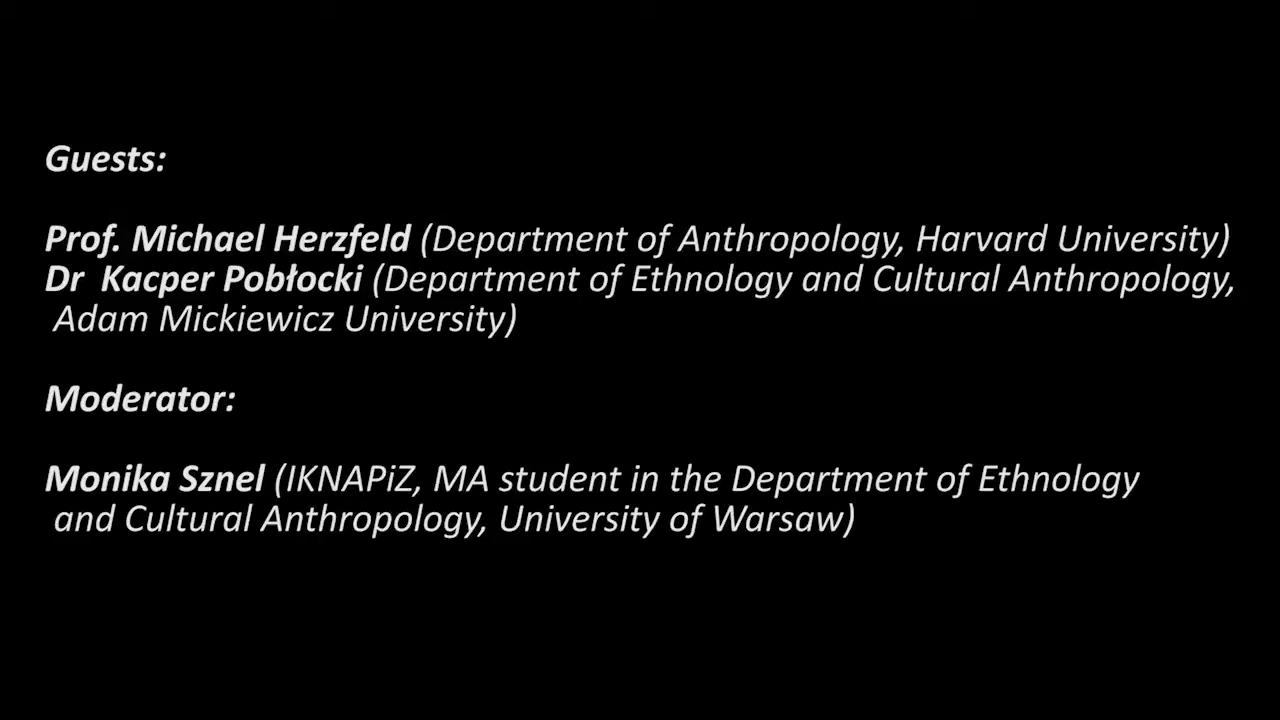 Guests:
Prof. Michael Herzfeld (Department of Anthropology, Harvard University)
Dr Kacper Pobłocki (Department of Ethnology and Cultural Anthropology,
Adam Mickiewicz University)
Moderator:
Monika Sznel (IKNAPiZ, MA student in the Department of Ethnology
and Cultural Anthropology, University of Warsaw)